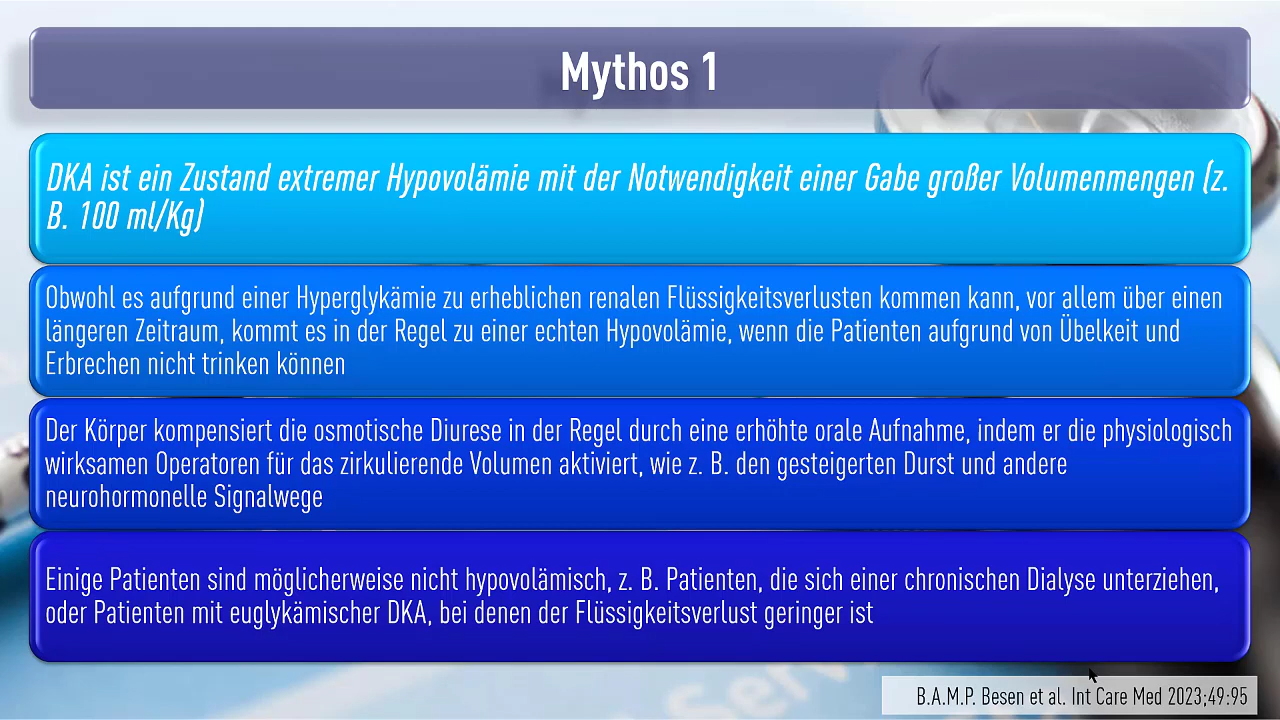 Mythos 1
DKA ist ein Zustand extremer Hypovolämie mit der Notwendigkeit einer Gabe großer Volumenmengen (z.
B. 100 ml/Kg)
Obwohl es aufgrund einer Hyperglykämie zu erheblichen renalen Flüssigkeitsverlusten kommen kann, vor allem über einen
längeren Zeitraum, kommt es in der Regel zu einer echten Hypovolämie, wenn die Patienten aufgrund von Übelkeit und
Erbrechen nicht trinken können
Der Körper kompensiert die osmotische Diurese in der Regel durch eine erhöhte orale Aufnahme, indem er die physiologisch
wirksamen Operatoren für das zirkulierende Volumen aktiviert, wie z. B. den gesteigerten Durst und andere
neurohormonelle Signalwege
Einige Patienten sind möglicherweise nicht hypovolämisch, z. B. Patienten, die sich einer chronischen Dialyse unterziehen,
oder Patienten mit euglykämischer DKA, bei denen der Flüssigkeitsverlust geringer ist
B.A.M.P. Besen et al. Int Care Med 2023;49:95